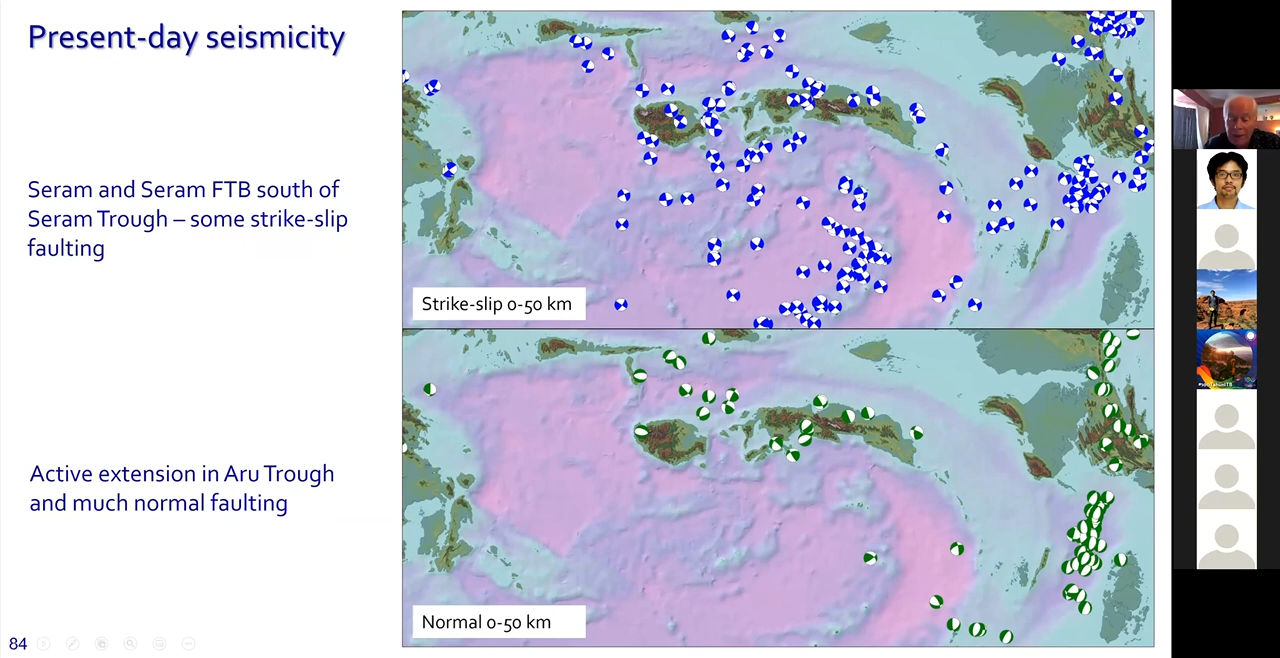 Present-day seismicity
Seram and Seram FTB south of
Seram Trough – some strike-slip
faulting
Strike-slip 0-50 km
Active extension in Aru Trough
and much normal faulting
Normal 0-50 km
84